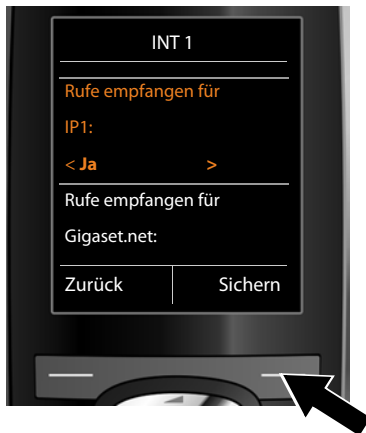 INT 1
Rufe empfangen für
IP1:
< Ja >
Rufe empfangen für
Gigaset.net:
Zurück Sichern